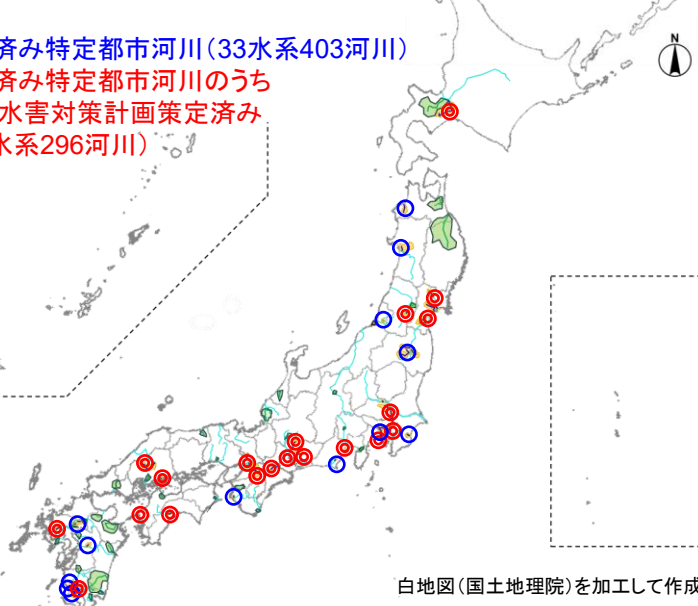 済み特定都市河川（33水系403河川）
済み特定都市河川のうち
水害対策計画策定済み
水系296河川）
N
白地図（国土地理院）を加工して作成